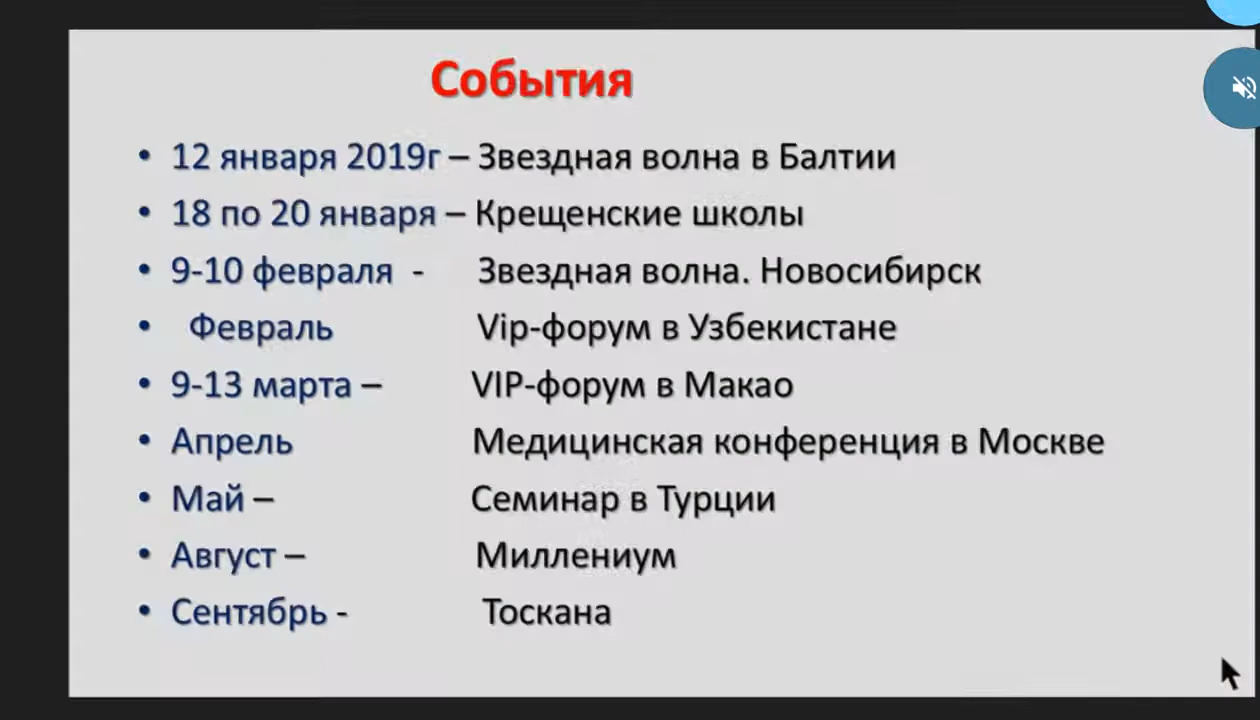 События
• 12 января 2019г – Звездная волна в Балтии
• 18 по 20 января – Крещенские школы
• 9-10 февраля - Звездная волна. Новосибирск
• Февраль Vip-форум в Узбекистане
• 9-13 марта – VIP-форум в Макао
• Апрель Медицинская конференция в Москве
• Май – Семинар в Турции
• Август – Миллениум
• Сентябрь - Тоскана